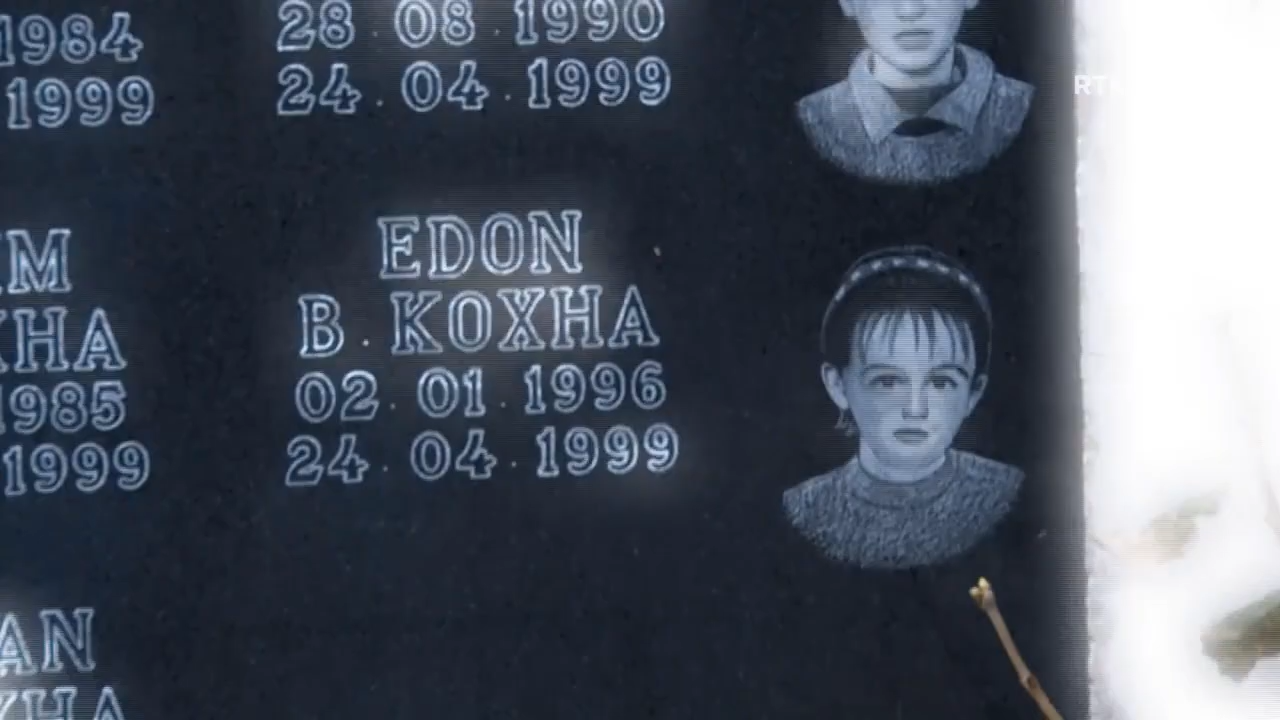 1984
1999
28 . 08 . 1990
24 . 04 . 1999
EDON
B. KOXHA
02 . 01 . 1996
24 . 04 . 1999
1985
1999